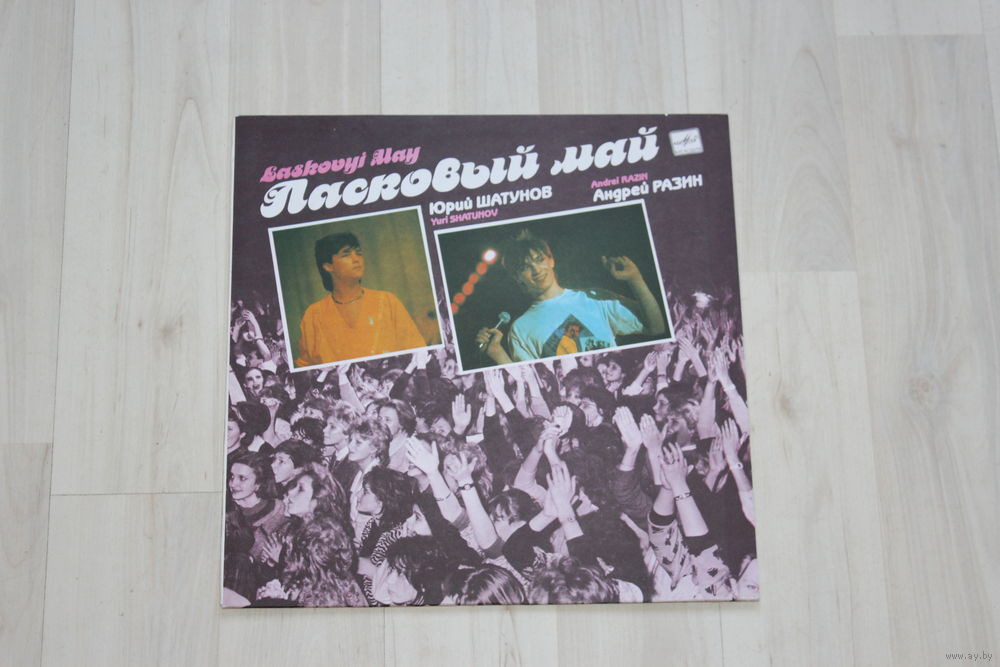 Laskovyi May
Ласковый май
Юрий ШАТУНОВ
Yuri SHATUNOV
Andrei RAZIN
Андрей РАЗИН
www.ay.by